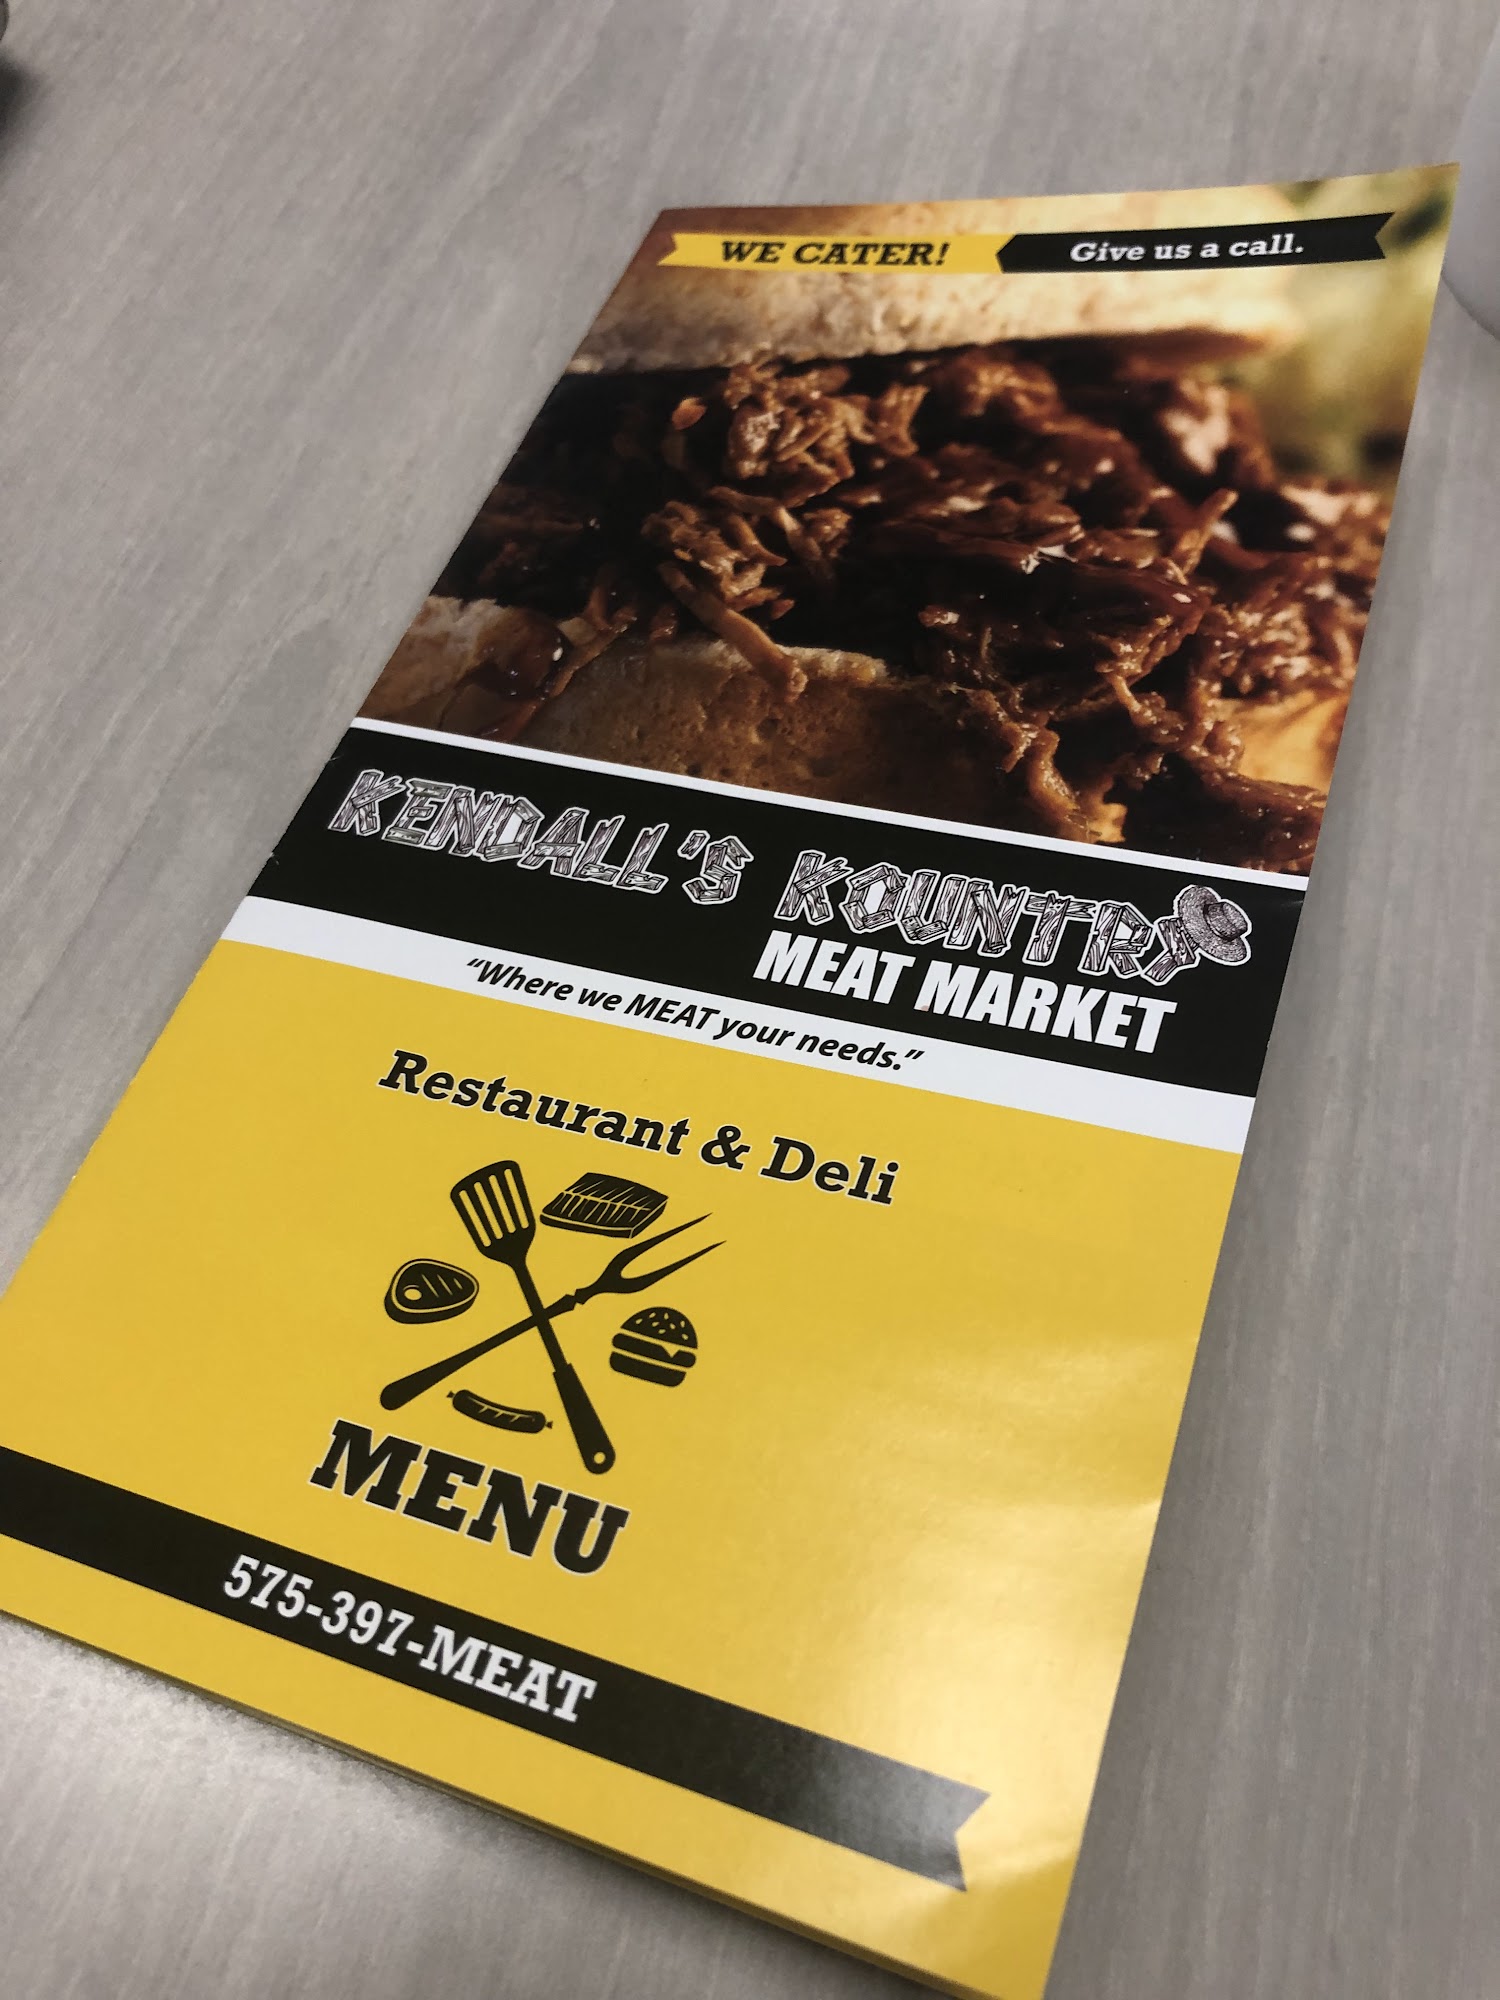 WE CATER! Give us a call.
KENDALL'S KOUNTRY
MEAT MARKET
“Where we MEAT your needs.”
Restaurant & Deli
MENU
575-397-MEAT